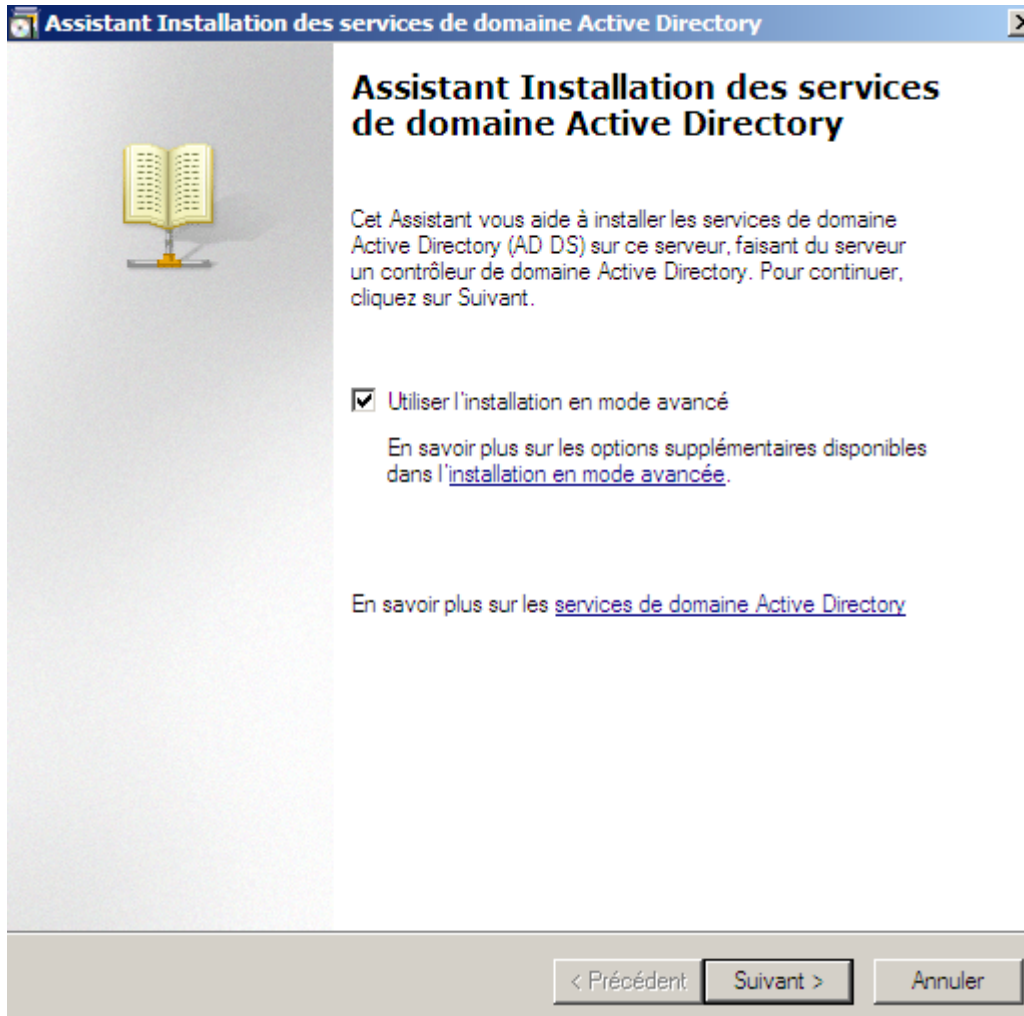 Assistant Installation des services de domaine Active Directory
Assistant Installation des services
de domaine Active Directory
Cet Assistant vous aide à installer les services de domaine
Active Directory (AD DS) sur ce serveur, faisant du serveur
un contrôleur de domaine Active Directory. Pour continuer,
cliquez sur Suivant.
Utiliser l'installation en mode avancé
En savoir plus sur les options supplémentaires disponibles
dans l'installation en mode avancée.
En savoir plus sur les services de domaine Active Directory
< Précédent Suivant > Annuler